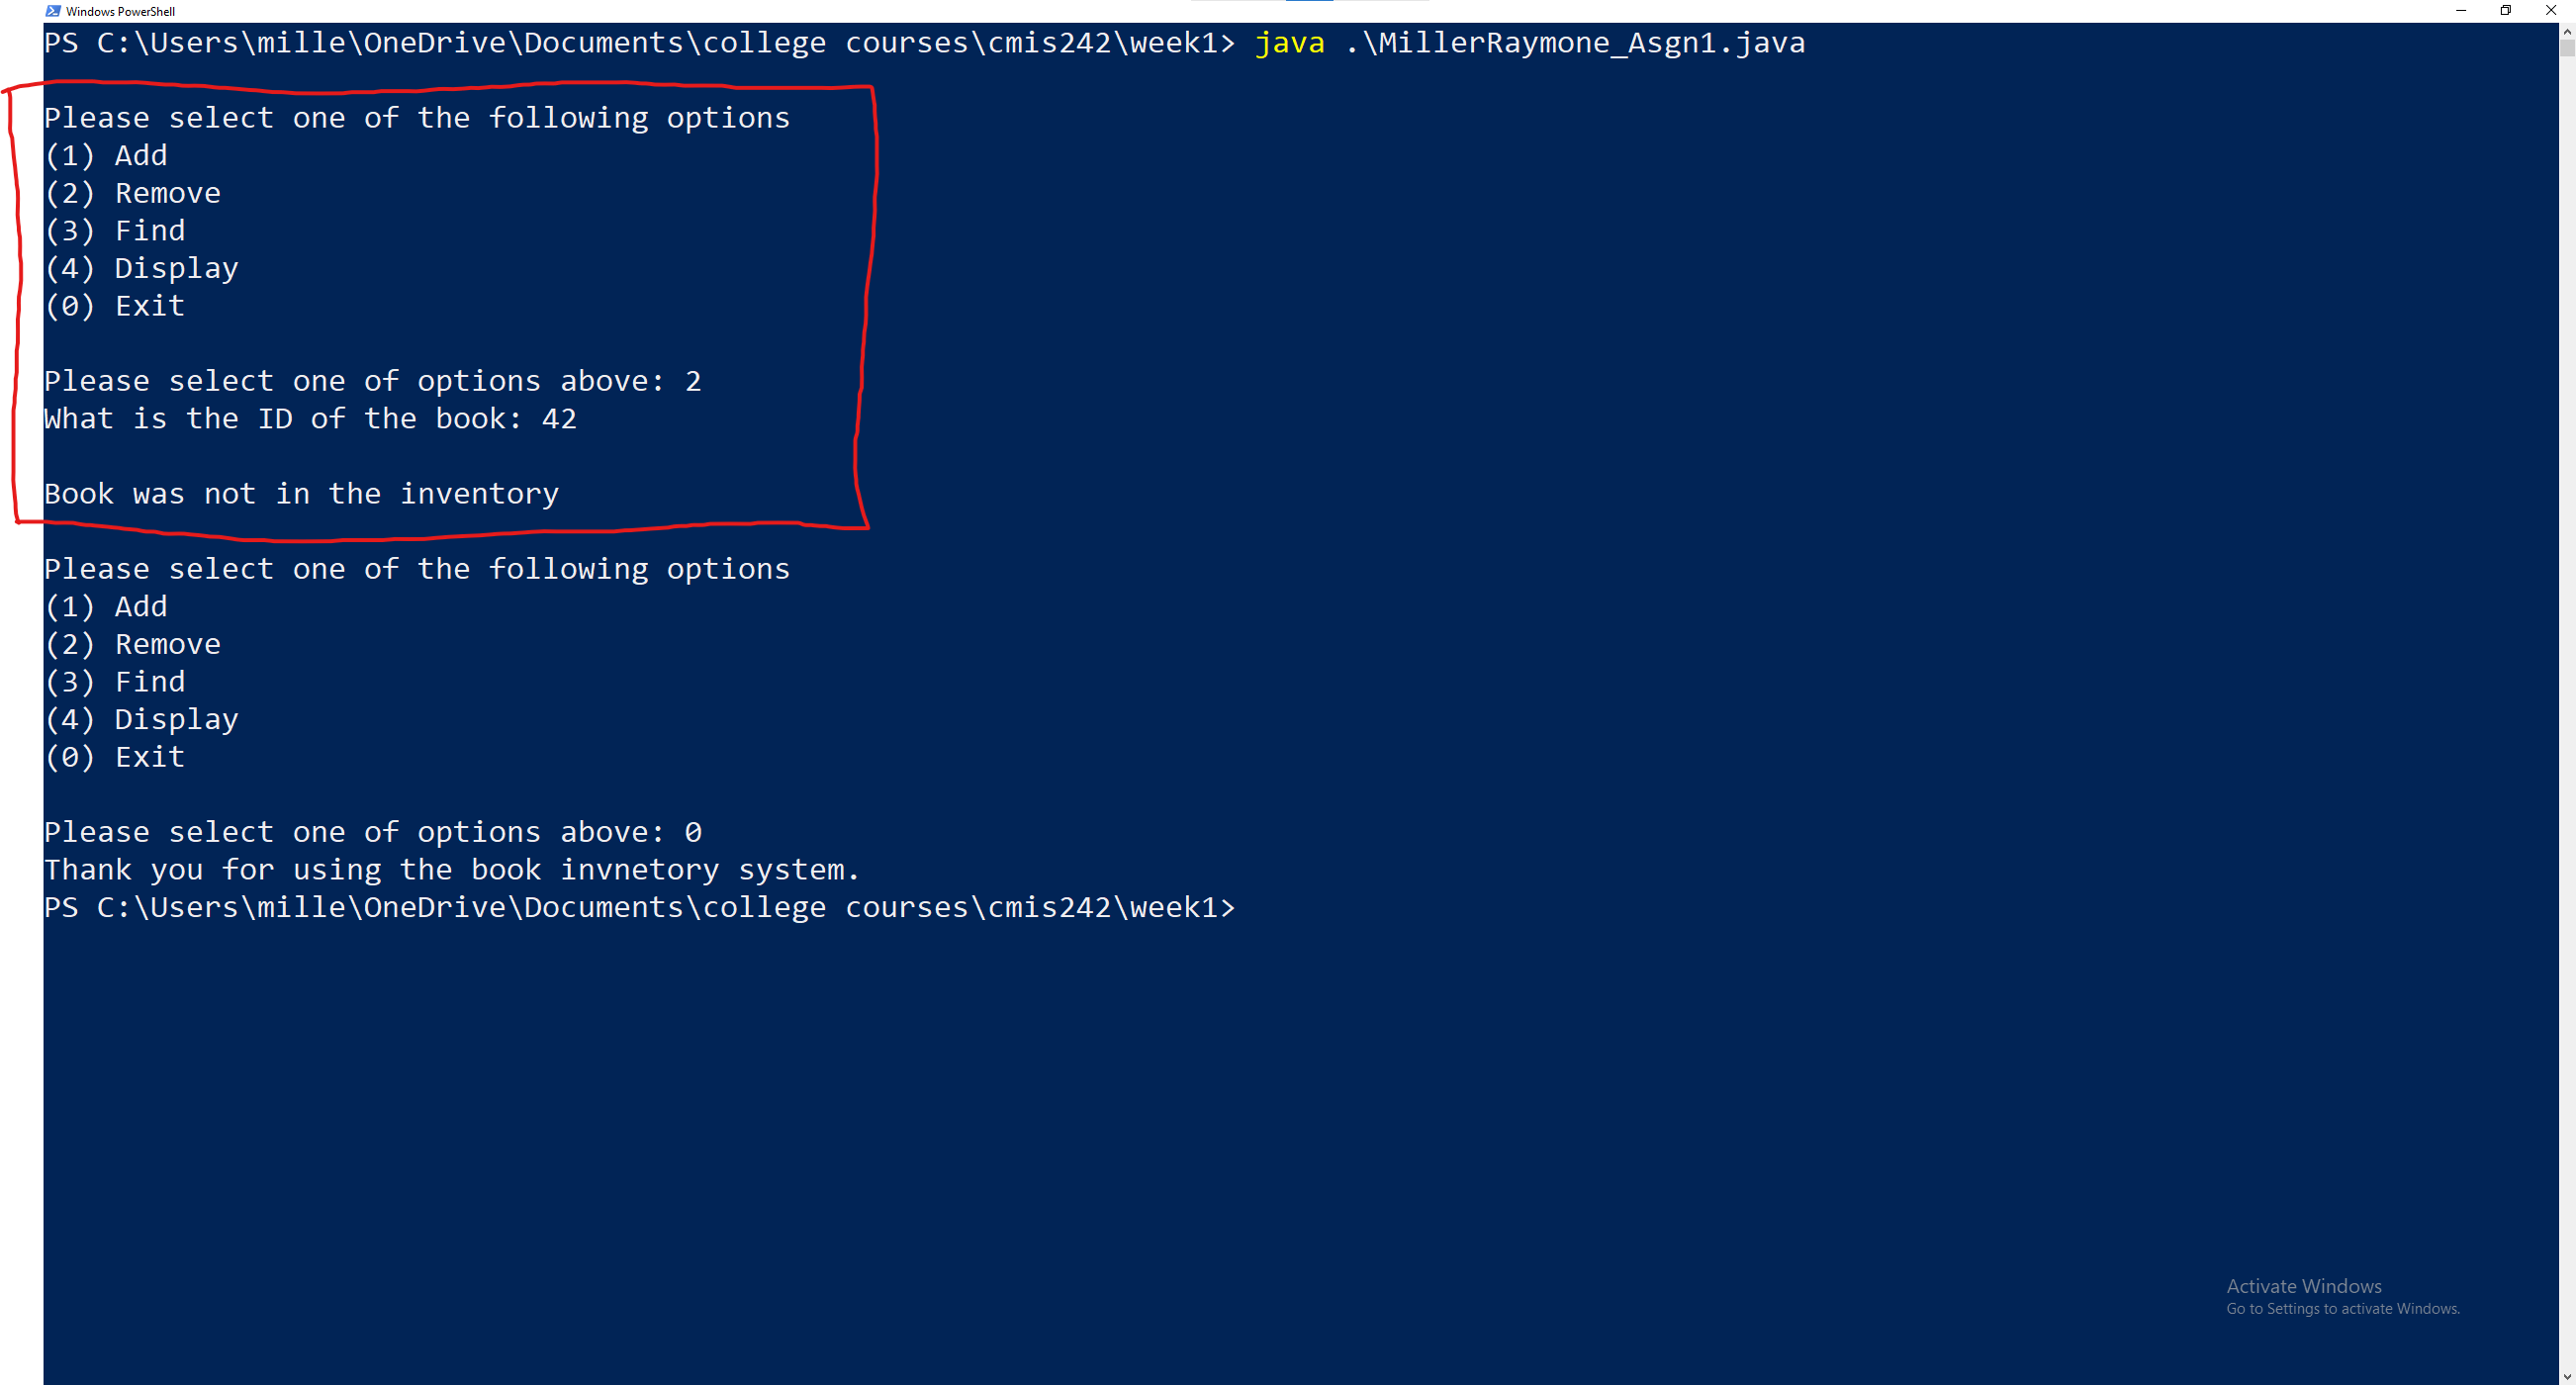 Windows PowerShell
PS C:\Users\mille\OneDrive\Documents\college courses\cmis242\week1> java .\MillerRaymone_Asgn1.java
Please select one of the following options
(1) Add
(2) Remove
(3) Find
(4) Display
(0) Exit
Please select one of options above: 2
What is the ID of the book: 42
Book was not in the inventory
Please select one of the following options
(1) Add
(2) Remove
(3) Find
(4) Display
(0) Exit
Please select one of options above: 0
Thank you for using the book invnetory system.
PS C:\Users\mille\OneDrive\Documents\college courses\cmis242\week1>
Activate Windows
Go to Settings to activate Windows.